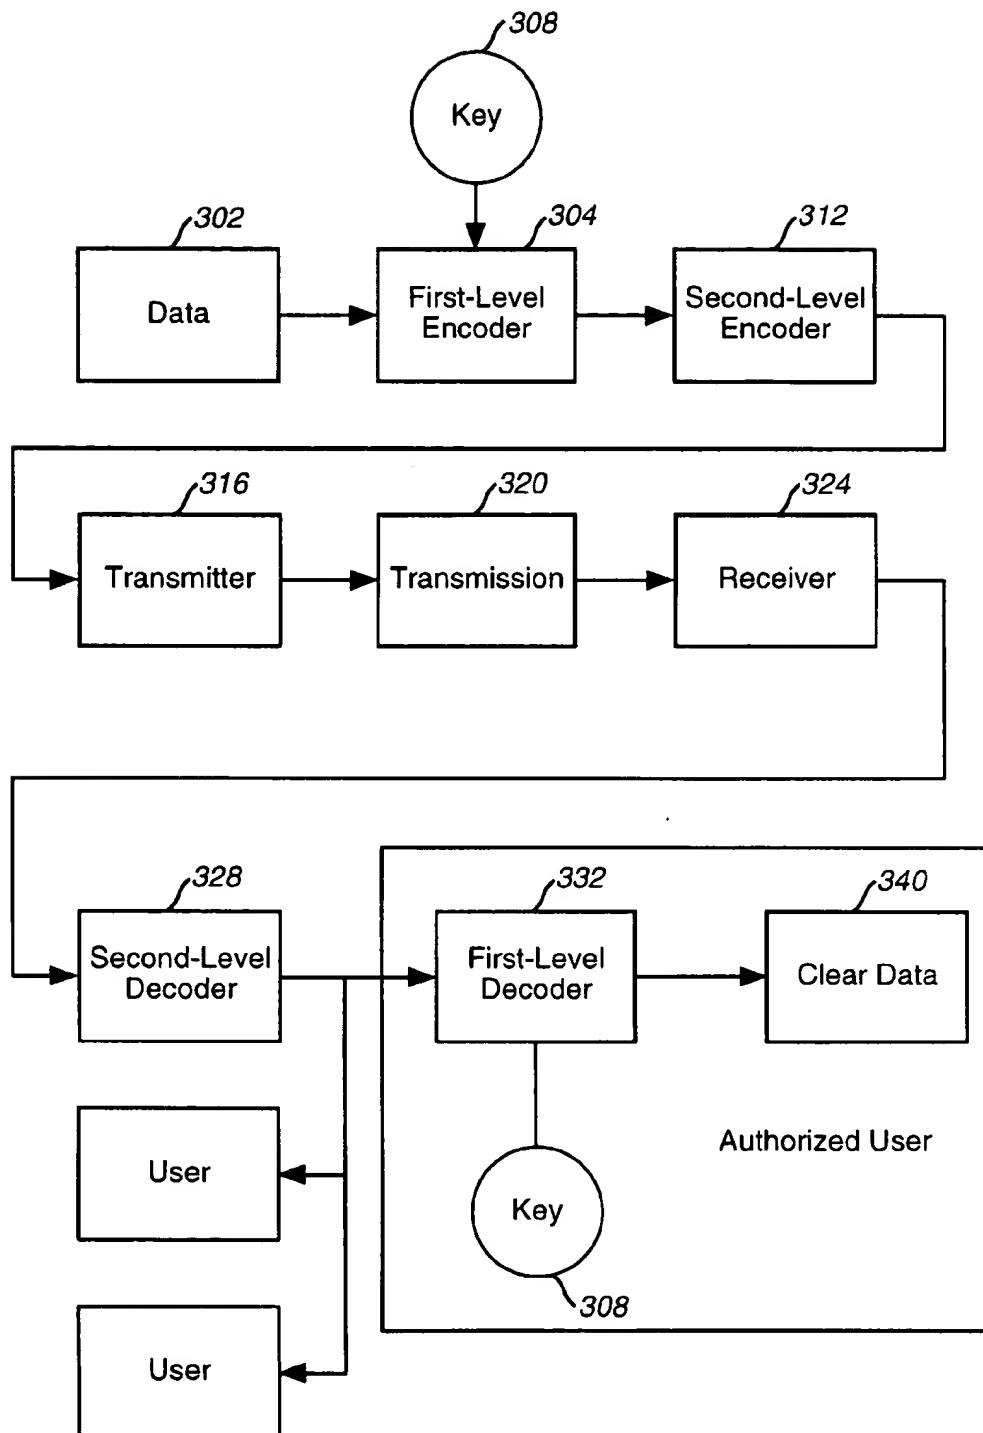 308
Key
302
304
312
Data
First-Level
Encoder
Second-Level
Encoder
316
320
324
Transmitter
Transmission
Receiver
328
332
340
Second-Level
Decoder
First-Level
Decoder
Clear Data
Authorized User
User
Key
308
User